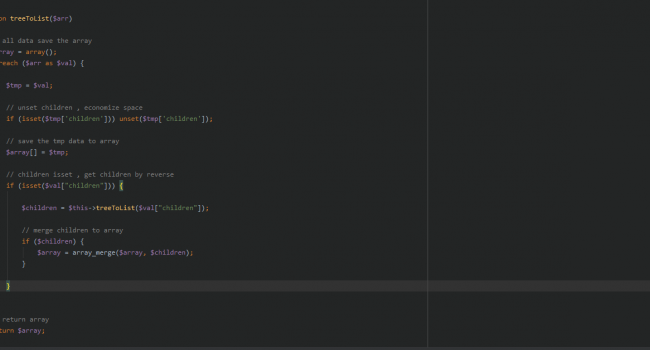 on treeToList($arr)
all data save the array
rray = array();
reach ($arr as $val) {
$tmp = $val;
// unset children , economize space
if (isset($tmp['children'])) unset($tmp['children']);
// save the tmp data to array
$array[] = $tmp;
// children isset , get children by reverse
if (isset($val["children"])) {
$children = $this->treeToList($val["children"]);
// merge children to array
if ($children) {
$array = array_merge($array, $children);
}
}
return array
turn $array;